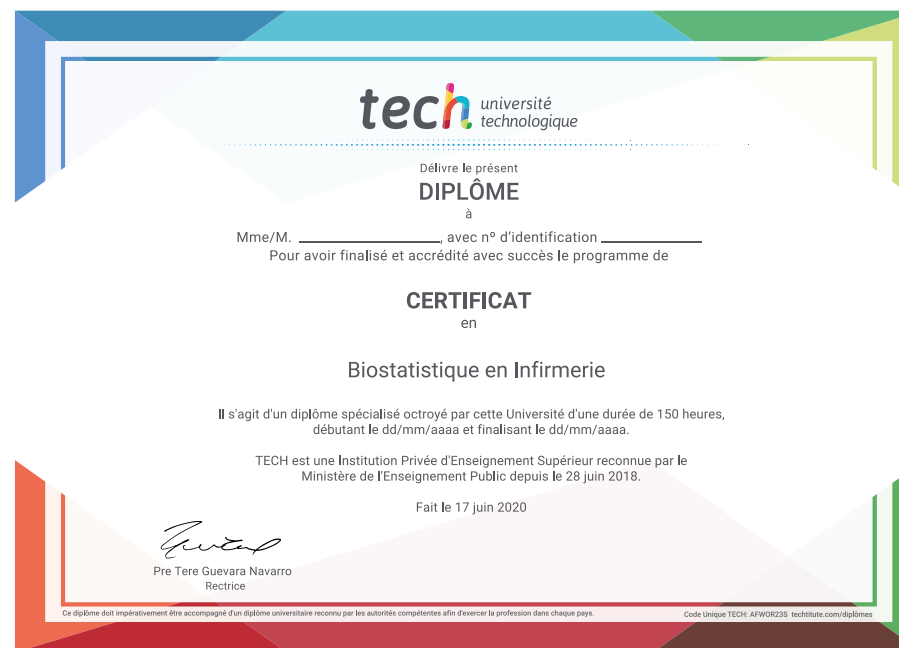 tech université
technologique
Délivre le présent
DIPLÔME
à
Mme/M. ____________________, avec nº d'identification ______________
Pour avoir finalisé et accrédité avec succès le programme de
CERTIFICAT
en
Biostatistique en Infirmerie
Il s'agit d'un diplôme spécialisé octroyé par cette Université d'une durée de 150 heures,
débutant le dd/mm/aaaa et finalisant le dd/mm/aaaa.
TECH est une Institution Privée d'Enseignement Supérieur reconnue par le
Ministère de l'Enseignement Public depuis le 28 juin 2018.
Fait le 17 juin 2020
Pre Tere Guevara Navarro
Rectrice
Ce diplôme doit impérativement être accompagné d'un diplôme universitaire reconnu par les autorités compétentes afin d'exercer la profession dans chaque pays.
Code Unique TECH: AFWOR23S techtitute.com/diplômes